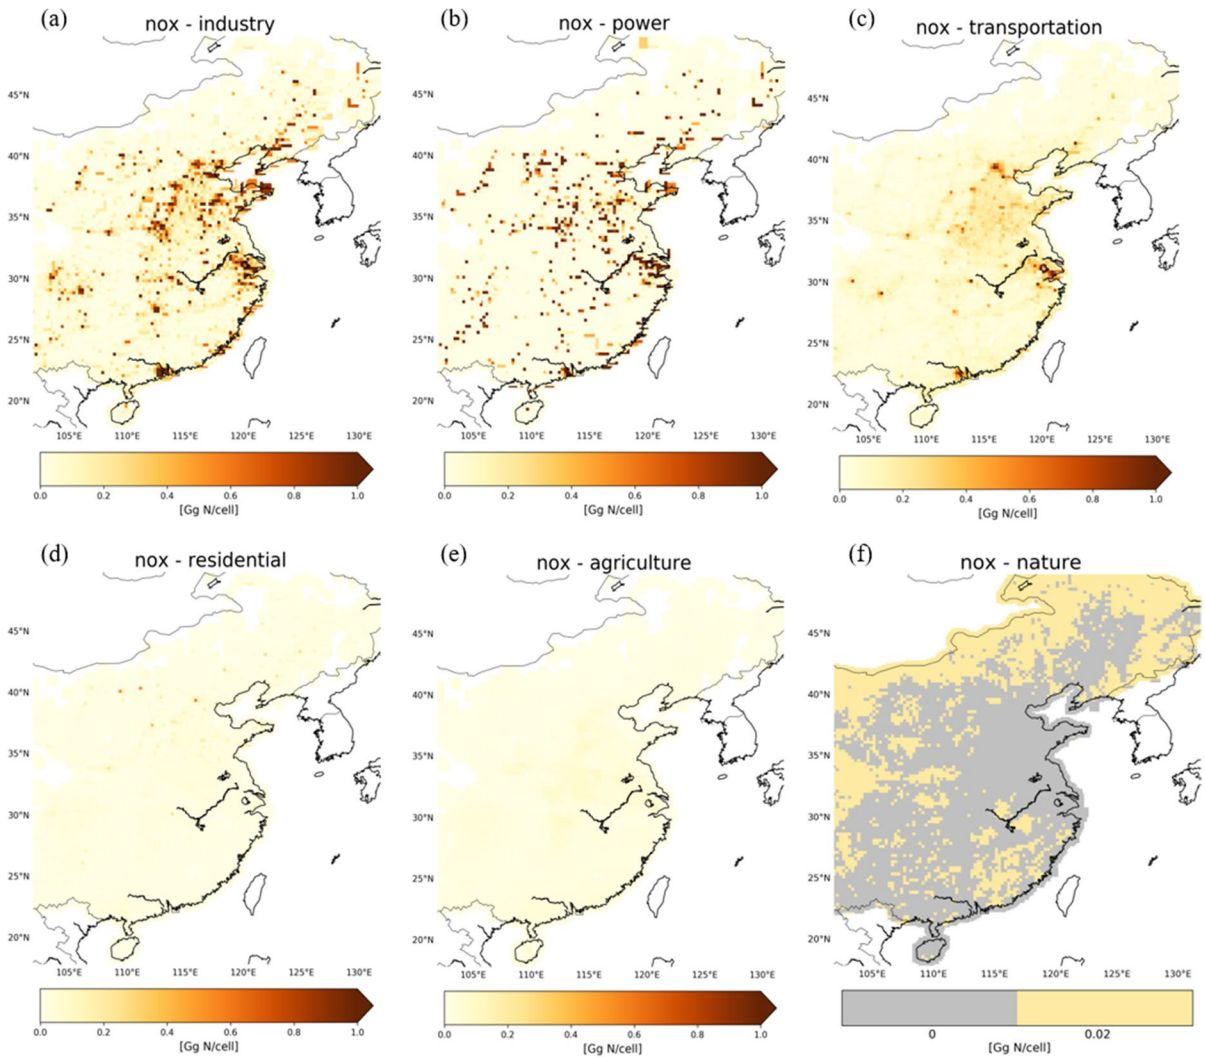 (a)
nox - industry
45°N
40°N
35°N
30°N
25°N
20°N
105°E 110°E 115°E 120°E 125°E 130°E
0.0 0.2 0.4 0.6 0.8 1.0
[Gg N/cell]
(b)
nox - power
45°N
40°N
35°N
30°N
25°N
20°N
105°E 110°E 115°E 120°E 125°E 130°E
0.0 0.2 0.4 0.6 0.8 1.0
[Gg N/cell]
(c)
nox - transportation
45°N
40°N
35°N
30°N
25°N
20°N
105°E 110°E 115°E 120°E 125°E 130°E
0.0 0.2 0.4 0.6 0.8 1.0
[Gg N/cell]
(d)
nox - residential
45°N
40°N
35°N
30°N
25°N
20°N
105°E 110°E 115°E 120°E 125°E 130°E
0.0 0.2 0.4 0.6 0.8 1.0
[Gg N/cell]
(e)
nox - agriculture
45°N
40°N
35°N
30°N
25°N
20°N
105°E 110°E 115°E 120°E 125°E 130°E
0.0 0.2 0.4 0.6 0.8 1.0
[Gg N/cell]
(f)
nox - nature
45°N
40°N
35°N
30°N
25°N
20°N
105°E 110°E 115°E 120°E 125°E 130°E
0 0.02
[Gg N/cell]